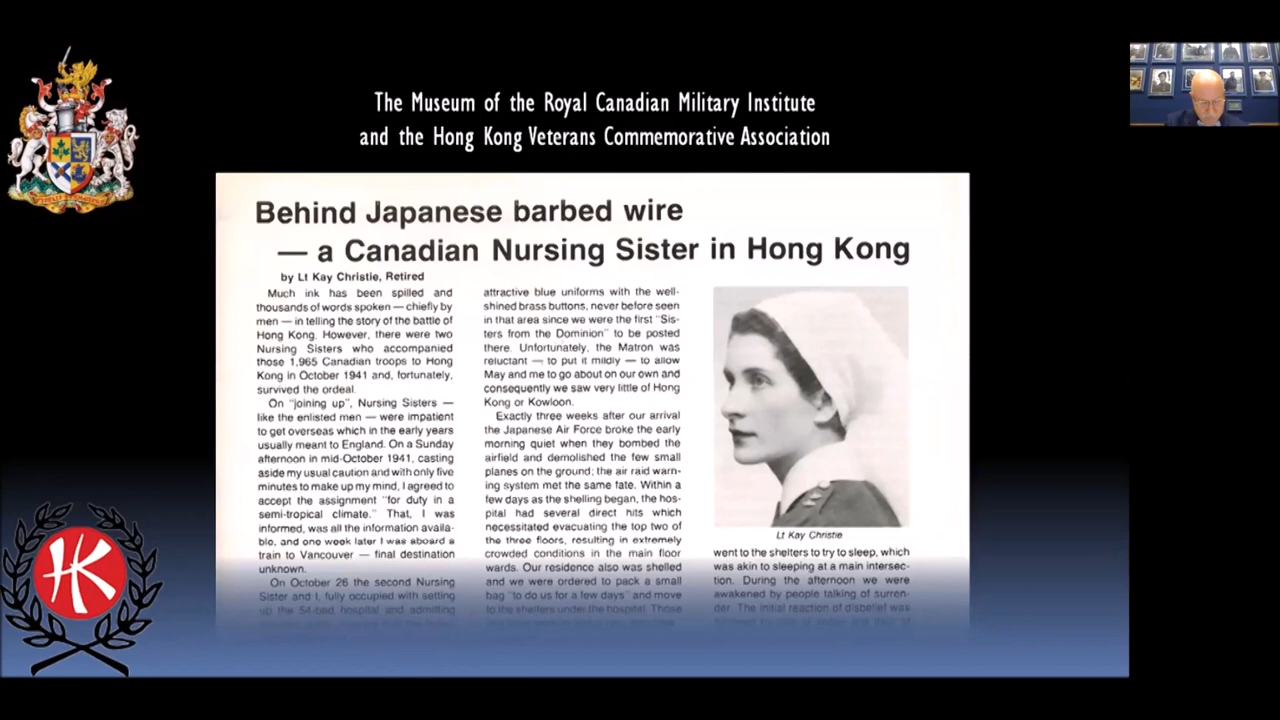 The Museum of the Royal Canadian Military Institute
and the Hong Kong Veterans Commemorative Association
Behind Japanese barbed wire
— a Canadian Nursing Sister in Hong Kong
by Lt Kay Christie, Retired
Much ink has been spilled and
thousands of words spoken — chiefly by
men — in telling the story of the battle of
Hong Kong. However, there were two
Nursing Sisters who accompanied
those 1,965 Canadian troops to Hong
Kong in October 1941 and, fortunately,
survived the ordeal.
On "joining up", Nursing Sisters —
like the enlisted men — were impatient
to get overseas which in the early years
usually meant to England. On a Sunday
afternoon in mid-October 1941, casting
aside my usual caution and with only five
minutes to make up my mind, I agreed to
accept the assignment "for duty in a
semi-tropical climate." That, I was
informed, was all the information availa-
ble, and one week later I was aboard a
train to Vancouver — final destination
unknown.
On October 26 the second Nursing
Sister and I, fully occupied with setting
up the 54-bed hospital and admitting
attractive blue uniforms with the well-
shined brass buttons, never before seen
in that area since we were the first "Sis-
ters from the Dominion" to be posted
there. Unfortunately, the Matron was
reluctant — to put it mildly — to allow
May and me to go about on our own and
consequently we saw very little of Hong
Kong or Kowloon.
Exactly three weeks after our arrival
the Japanese Air Force broke the early
morning quiet when they bombed the
airfield and demolished the few small
planes on the ground; the air raid warn-
ing system met the same fate. Within a
few days as the shelling began, the hos-
pital had several direct hits which
necessitated evacuating the top two of
the three floors, resulting in extremely
crowded conditions in the main floor
wards. Our residence also was shelled
and we were ordered to pack a small
bag "to do us for a few days" and move
to the shelters under the hospital. Those
Lt Kay Christie
went to the shelters to try to sleep, which
was akin to sleeping at a main intersec-
tion. During the afternoon we were
awakened by people talking of surren-
der. The initial reaction of disbelief was
HK